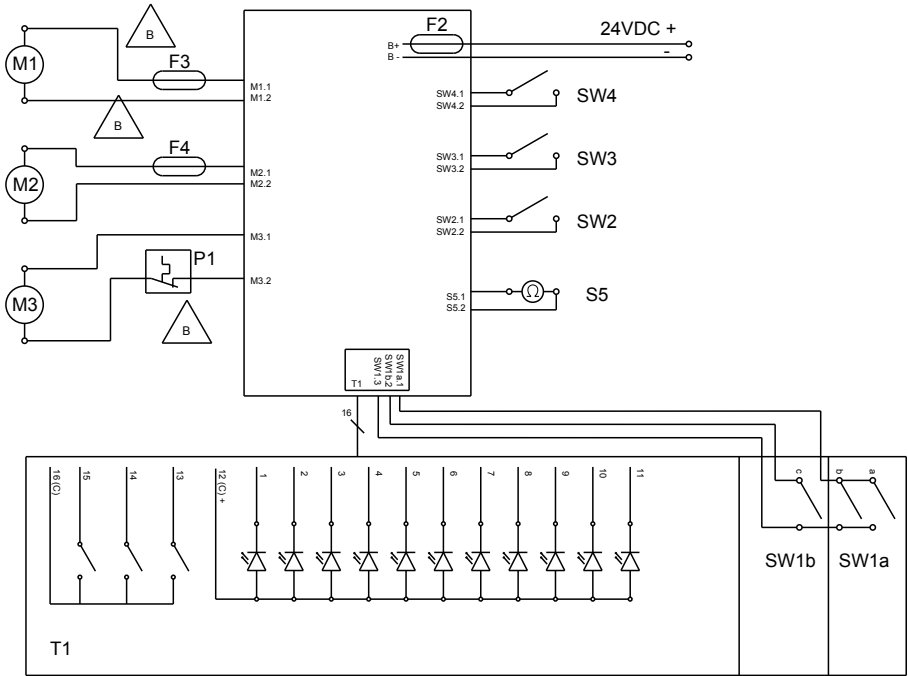 F2
24VDC +
B+
B -
-
B
M1
F3
M1.1
M1.2
SW4.1
SW4.2
SW4
B
F4
M2
M2.1
M2.2
SW3.1
SW3.2
SW3
SW2.1
SW2.2
SW2
M3.1
P1
M3.2
M3
B
S5.1
S5.2
Ω
S5
T1
SW1.3
SW1b.2
SW1a.1
16
16 (C)
15
14
13
12 (C) +
1
2
3
4
5
6
7
8
9
10
11
c
b
a
SW1b
SW1a
T1